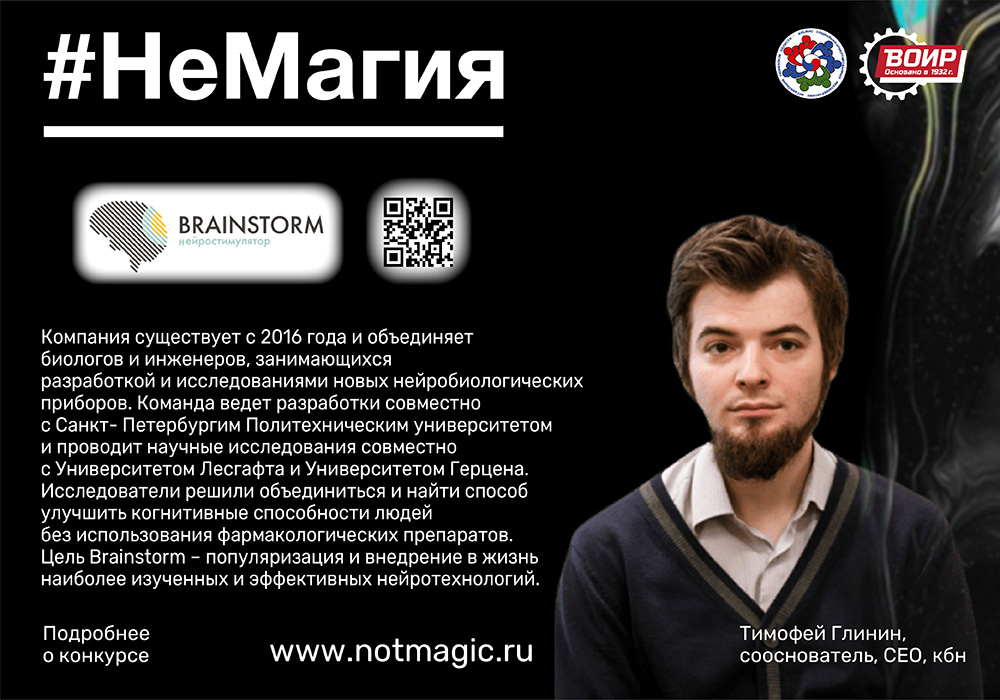 #НеМагия
ВОИР
Основано в 1932 г.
BRAINSTORM
нейростимулятор
Компания существует с 2016 года и объединяет
биологов и инженеров, занимающихся
разработкой и исследованиями новых нейробиологических
приборов. Команда ведет разработки совместно
с Санкт- Петербургим Политехническим университетом
и проводит научные исследования совместно
с Университетом Лесгафта и Университетом Герцена.
Исследователи решили объединиться и найти способ
улучшить когнитивные способности людей
без использования фармакологических препаратов.
Цель Brainstorm – популяризация и внедрение в жизнь
наиболее изученных и эффективных нейротехнологий.
Подробнее
о конкурсе
www.notmagic.ru
Тимофей Глинин,
сооснователь, CEO, кбн